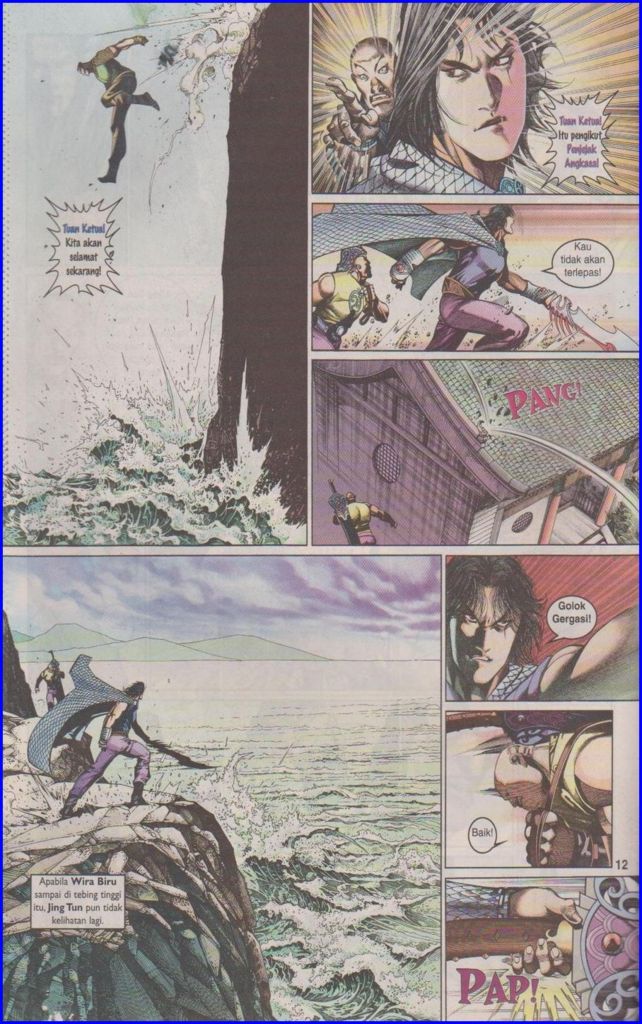 Tuan Ketua!
Kita akan
selamat
sekarang!
Tuan Ketua!
Itu pengikut
Penjejak
Angkasa!
Kau
tidak akan
terlepas!
PANG!
Apabila Wira Biru
sampai di tebing tinggi
itu, Jing Tun pun tidak
kelihatan lagi.
Golok
Gergasi!
Baik!
12
PAP!